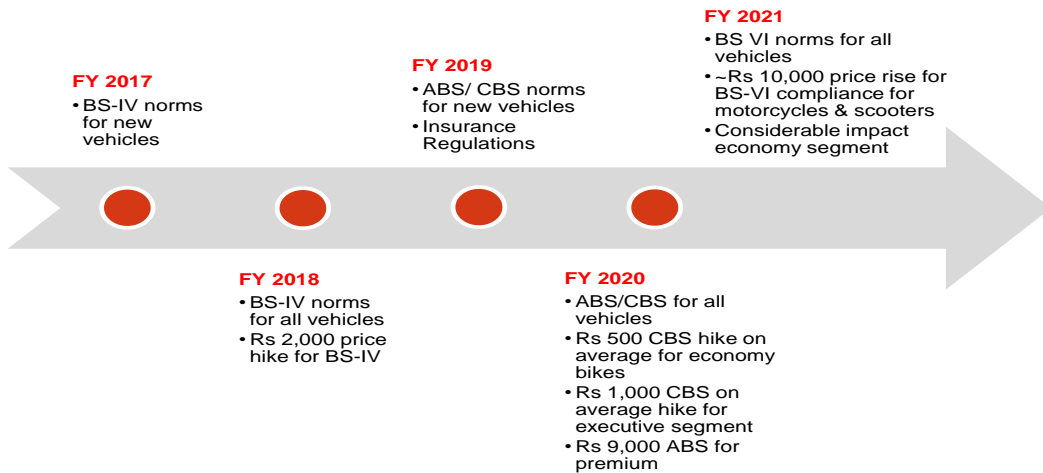 FY 2017
• BS-IV norms
for new
vehicles
FY 2019
• ABS/ CBS norms
for new vehicles
• Insurance
Regulations
FY 2021
• BS VI norms for all
vehicles
• ~Rs 10,000 price rise for
BS-VI compliance for
motorcycles & scooters
• Considerable impact
economy segment
FY 2018
• BS-IV norms
for all vehicles
• Rs 2,000 price
hike for BS-IV
FY 2020
• ABS/CBS for all
vehicles
• Rs 500 CBS hike on
average for economy
bikes
• Rs 1,000 CBS on
average hike for
executive segment
• Rs 9,000 ABS for
premium